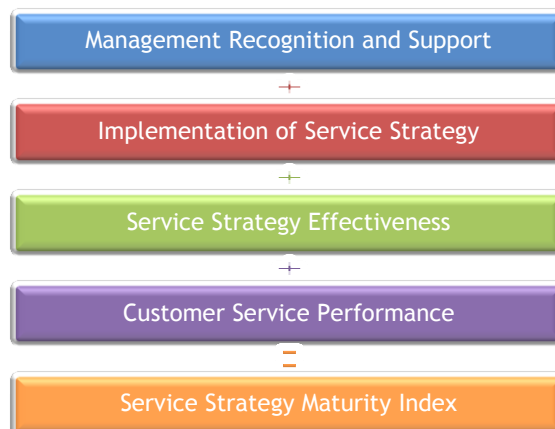 Management Recognition and Support
+
Implementation of Service Strategy
+
Service Strategy Effectiveness
+
Customer Service Performance
=
Service Strategy Maturity Index